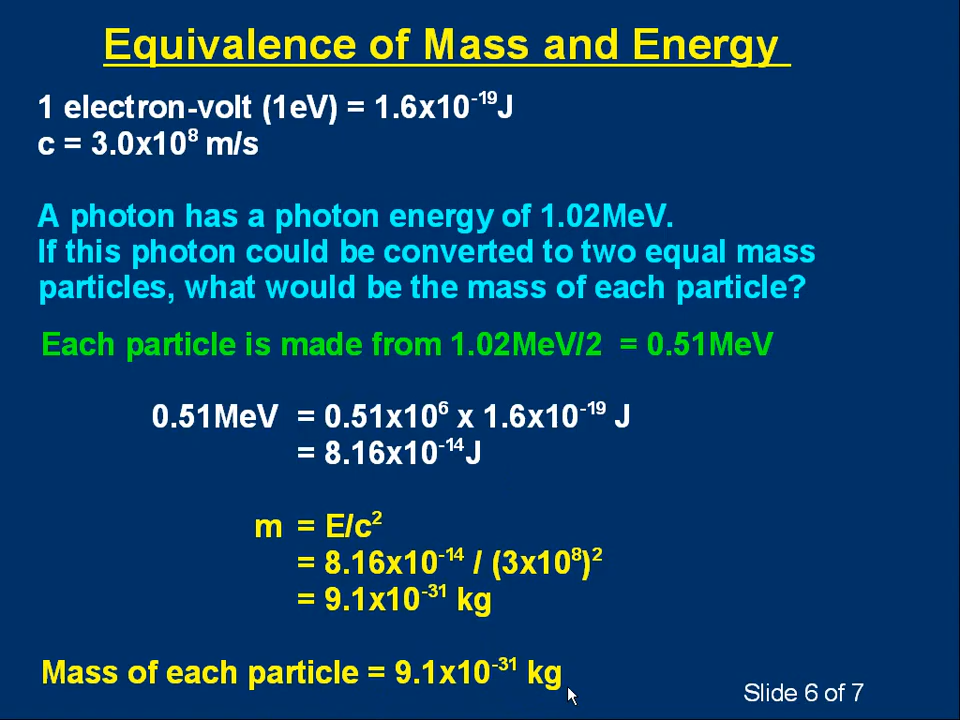 Equivalence of Mass and Energy
1 electron-volt (1eV) = 1.6x10⁻¹⁹J
c = 3.0x10⁸ m/s
A photon has a photon energy of 1.02MeV.
If this photon could be converted to two equal mass
particles, what would be the mass of each particle?
Each particle is made from 1.02MeV/2 = 0.51MeV
0.51MeV = 0.51x10⁶ x 1.6x10⁻¹⁹ J
= 8.16x10⁻¹⁴J
m = E/c²
= 8.16x10⁻¹⁴ / (3x10⁸)²
= 9.1x10⁻³¹ kg
Mass of each particle = 9.1x10⁻³¹ kg
Slide 6 of 7